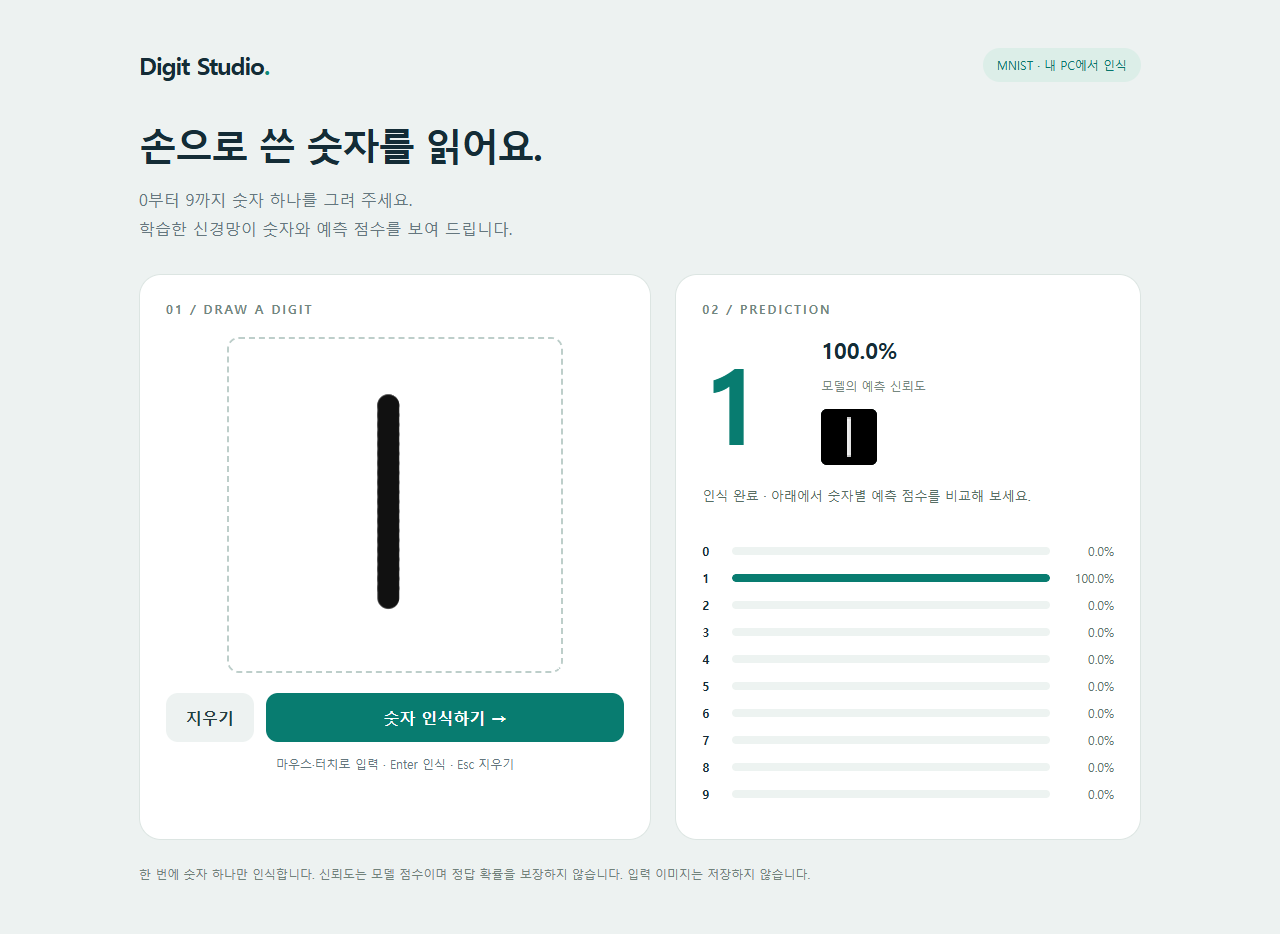 Digit Studio.
MNIST · 내 PC에서 인식
손으로 쓴 숫자를 읽어요.
0부터 9까지 숫자 하나를 그려 주세요.
학습한 신경망이 숫자와 예측 점수를 보여 드립니다.
01 / DRAW A DIGIT
지우기
숫자 인식하기 →
마우스·터치로 입력 · Enter 인식 · Esc 지우기
02 / PREDICTION
1
100.0%
모델의 예측 신뢰도
인식 완료 · 아래에서 숫자별 예측 점수를 비교해 보세요.
0 0.0%
1 100.0%
2 0.0%
3 0.0%
4 0.0%
5 0.0%
6 0.0%
7 0.0%
8 0.0%
9 0.0%
한 번에 숫자 하나만 인식합니다. 신뢰도는 모델 점수이며 정답 확률을 보장하지 않습니다. 입력 이미지는 저장하지 않습니다.